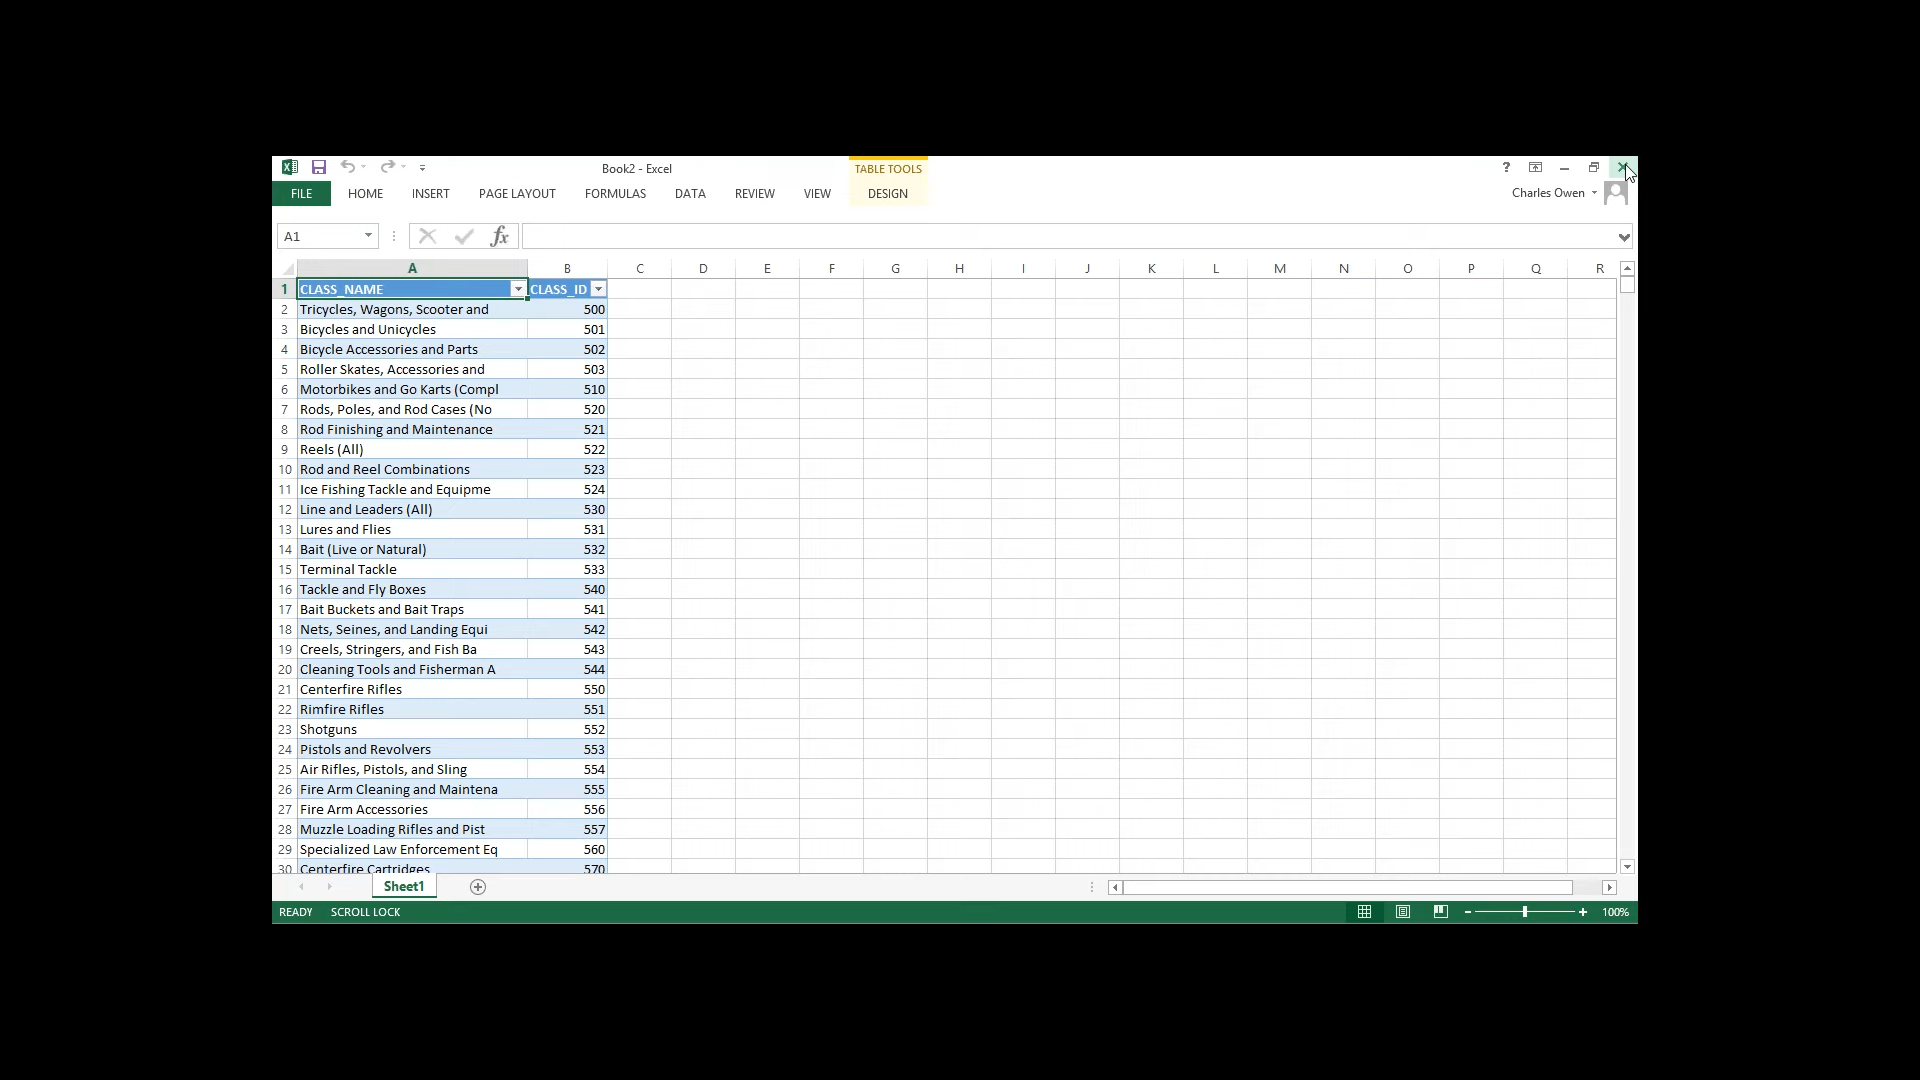 Book2 - Excel
TABLE TOOLS
?
FILE HOME INSERT PAGE LAYOUT FORMULAS DATA REVIEW VIEW DESIGN
Charles Owen
A1 fx
A B C D E F G H I J K L M N O P Q R
1 CLASS_NAME CLASS_ID
2 Tricycles, Wagons, Scooter and 500
3 Bicycles and Unicycles 501
4 Bicycle Accessories and Parts 502
5 Roller Skates, Accessories and 503
6 Motorbikes and Go Karts (Compl 510
7 Rods, Poles, and Rod Cases (No 520
8 Rod Finishing and Maintenance 521
9 Reels (All) 522
10 Rod and Reel Combinations 523
11 Ice Fishing Tackle and Equipme 524
12 Line and Leaders (All) 530
13 Lures and Flies 531
14 Bait (Live or Natural) 532
15 Terminal Tackle 533
16 Tackle and Fly Boxes 540
17 Bait Buckets and Bait Traps 541
18 Nets, Seines, and Landing Equi 542
19 Creels, Stringers, and Fish Ba 543
20 Cleaning Tools and Fisherman A 544
21 Centerfire Rifles 550
22 Rimfire Rifles 551
23 Shotguns 552
24 Pistols and Revolvers 553
25 Air Rifles, Pistols, and Sling 554
26 Fire Arm Cleaning and Maintena 555
27 Fire Arm Accessories 556
28 Muzzle Loading Rifles and Pist 557
29 Specialized Law Enforcement Eq 560
30 Centerfire Cartridges 570
Sheet1
READY SCROLL LOCK 100%